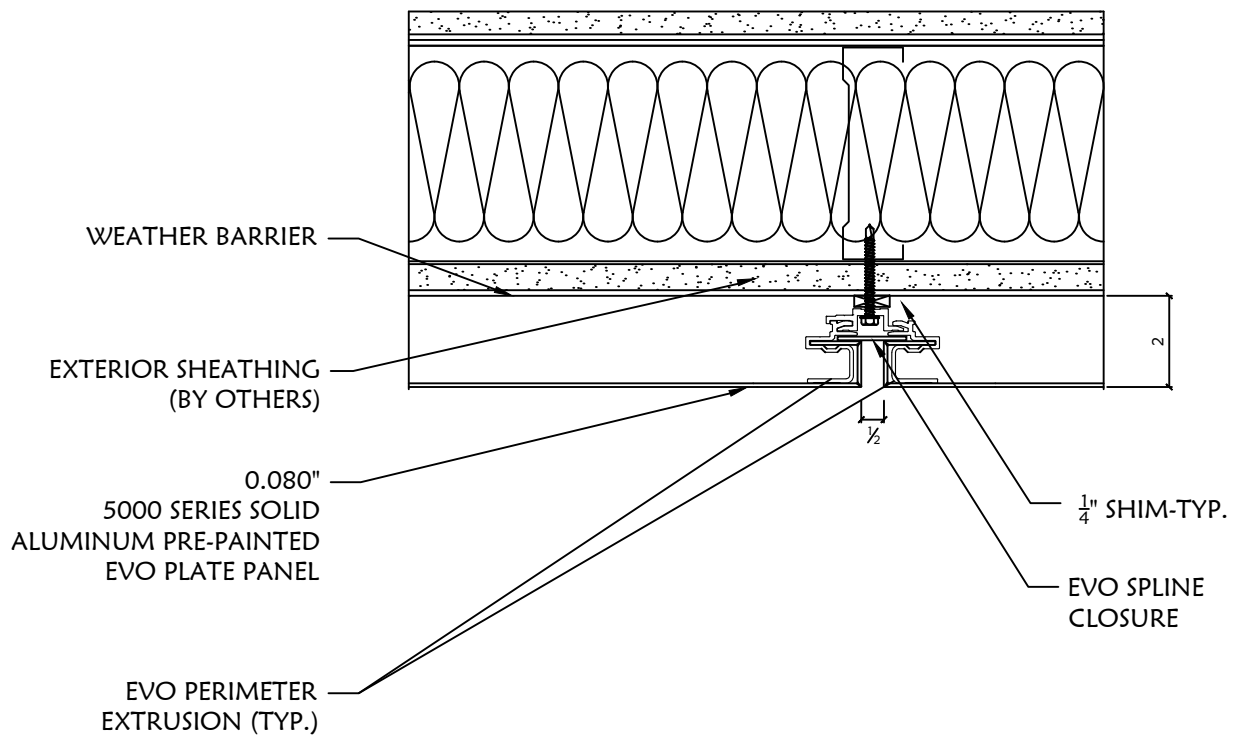 WEATHER BARRIER
EXTERIOR SHEATHING
(BY OTHERS)
0.080"
5000 SERIES SOLID
ALUMINUM PRE-PAINTED
EVO PLATE PANEL
EVO PERIMETER
EXTRUSION (TYP.)
2
½
¼" SHIM-TYP.
EVO SPLINE
CLOSURE